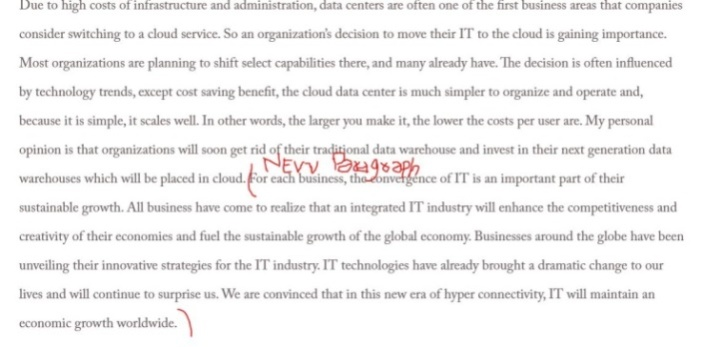 Due to high costs of infrastructure and administration, data centers are often one of the first business areas that companies
consider switching to a cloud service. So an organization's decision to move their IT to the cloud is gaining importance.
Most organizations are planning to shift select capabilities there, and many already have. The decision is often influenced
by technology trends, except cost saving benefit, the cloud data center is much simpler to organize and operate and,
because it is simple, it scales well. In other words, the larger you make it, the lower the costs per user are. My personal
opinion is that organizations will soon get rid of their traditional data warehouse and invest in their next generation data
NEW Paragraph
warehouses which will be placed in cloud. (For each business, the convergence of IT is an important part of their
sustainable growth. All business have come to realize that an integrated IT industry will enhance the competitiveness and
creativity of their economies and fuel the sustainable growth of the global economy. Businesses around the globe have been
unveiling their innovative strategies for the IT industry. IT technologies have already brought a dramatic change to our
lives and will continue to surprise us. We are convinced that in this new era of hyper connectivity, IT will maintain an
economic growth worldwide. )